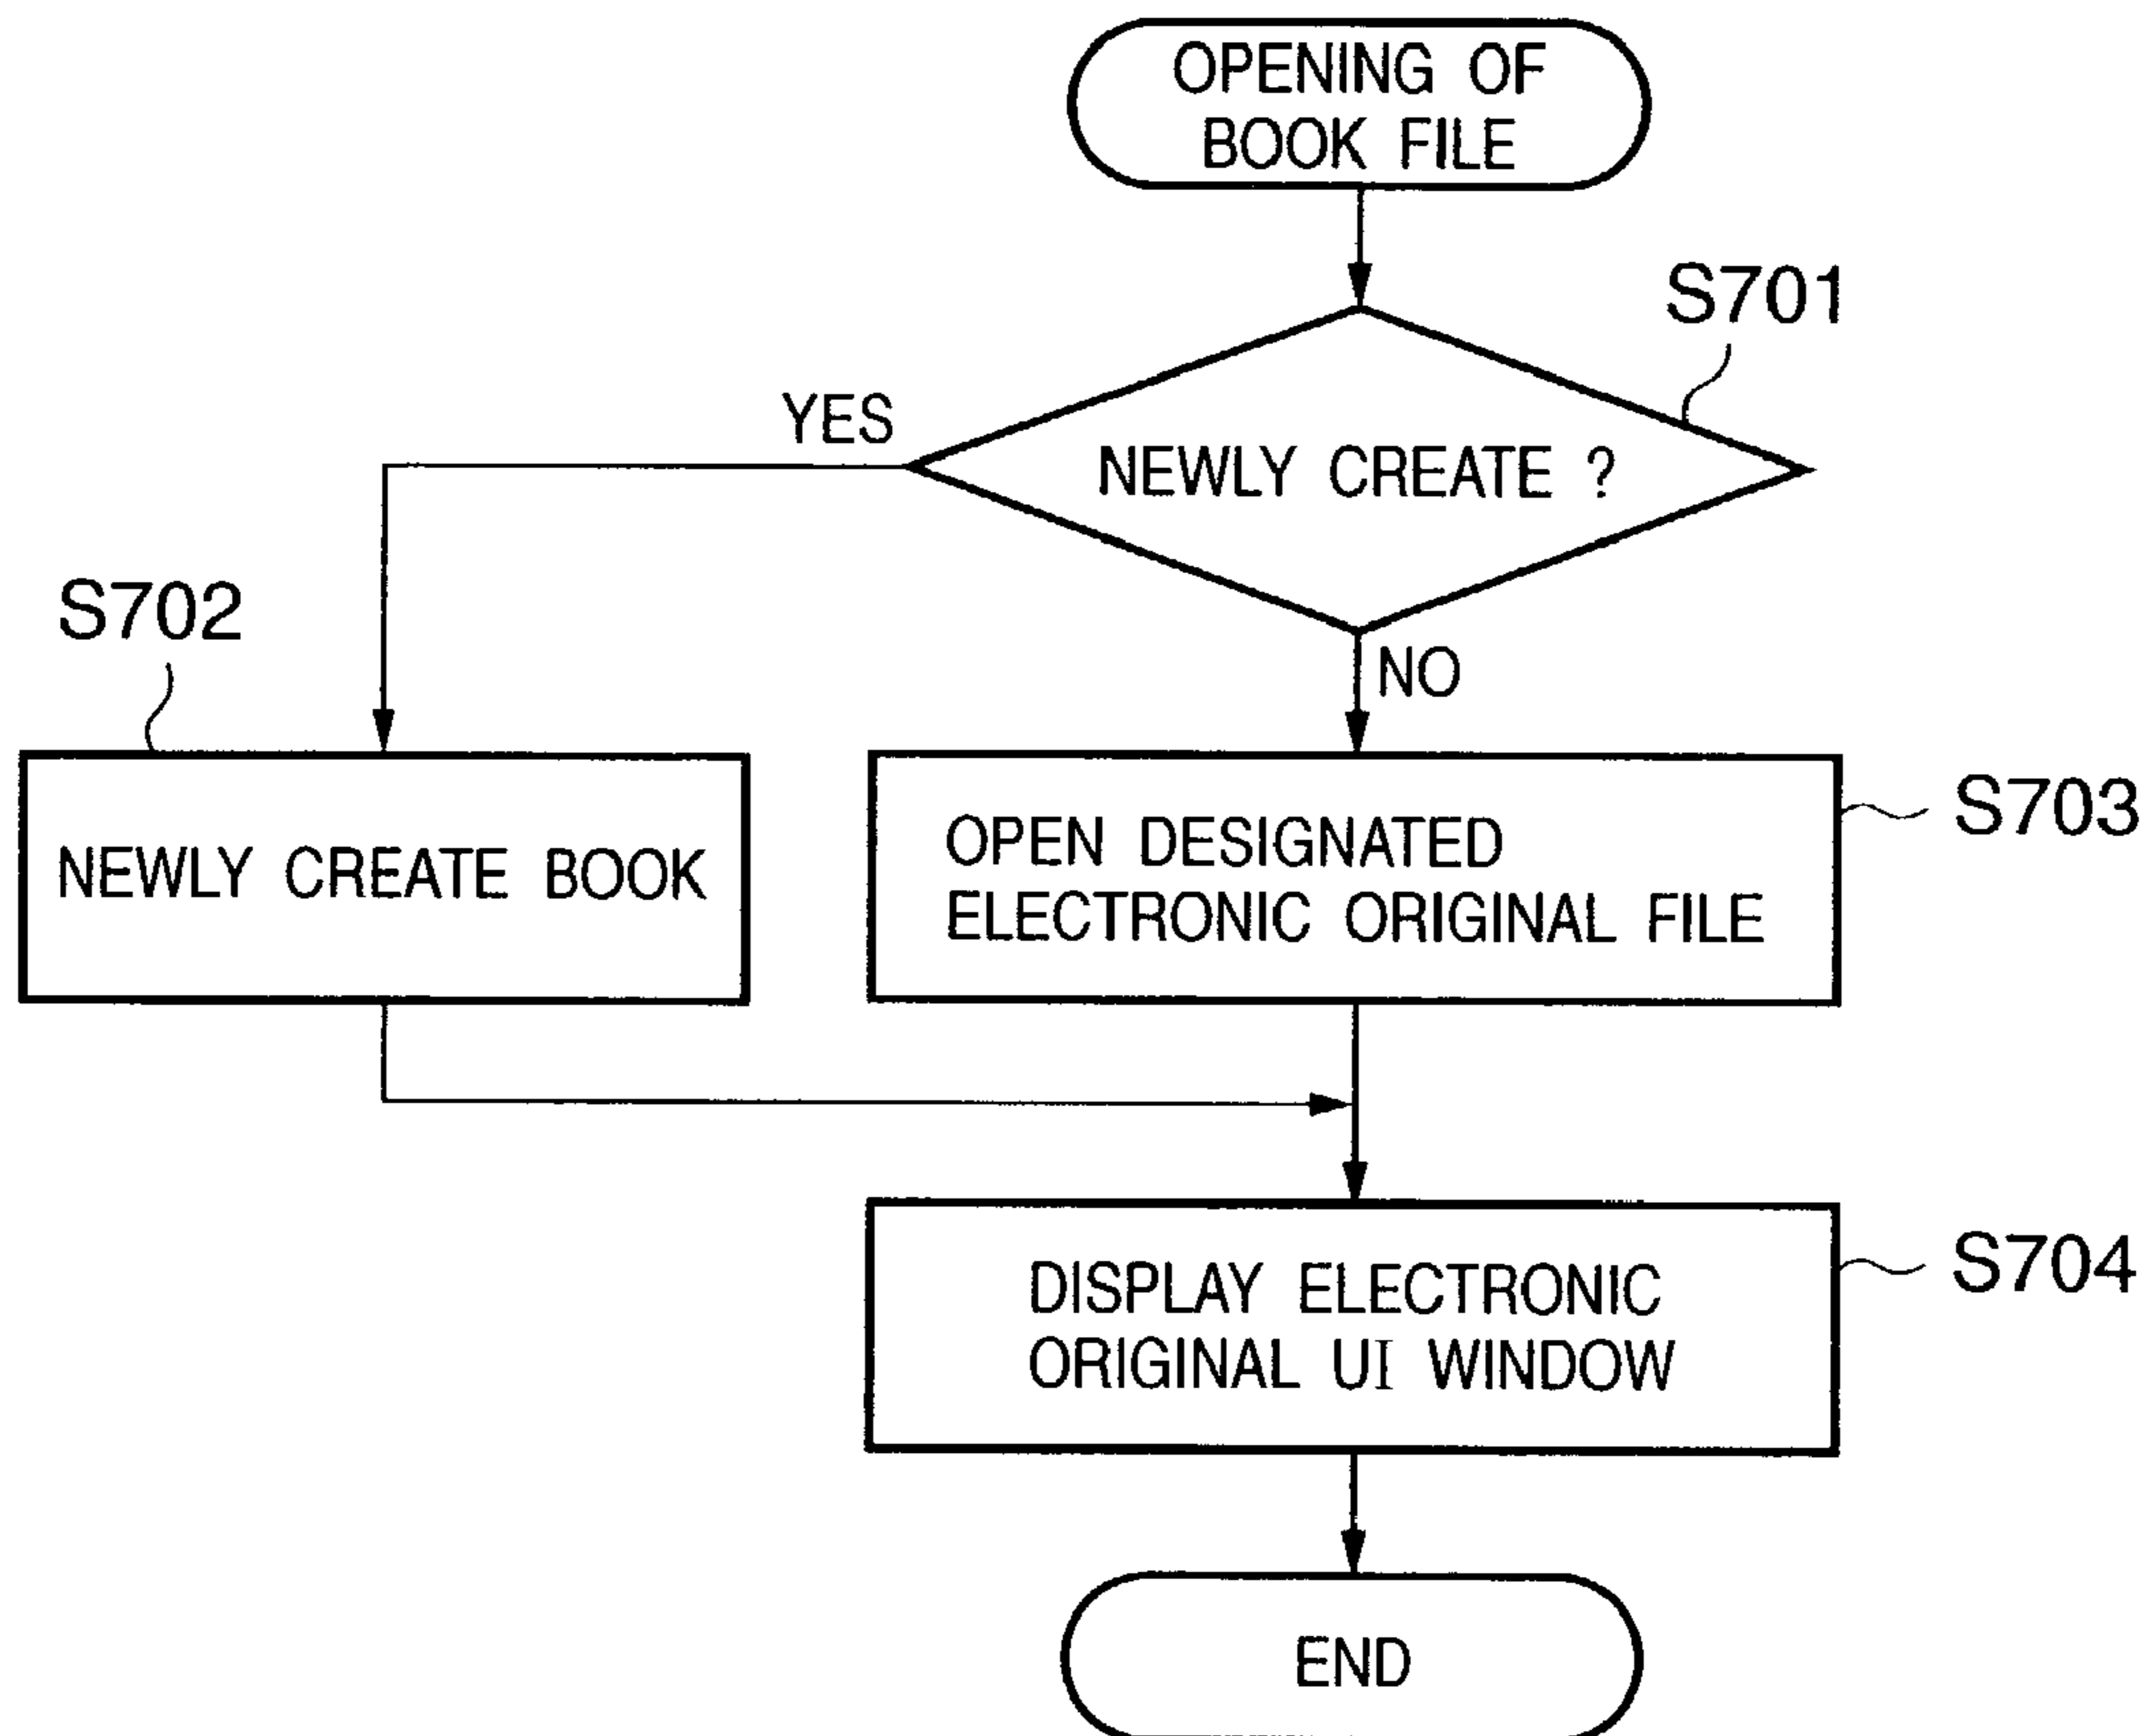 OPENING OF
BOOK FILE
S701
YES
NEWLY CREATE ?
S702
NO
NEWLY CREATE BOOK
OPEN DESIGNATED
ELECTRONIC ORIGINAL FILE
S703
DISPLAY ELECTRONIC
ORIGINAL UI WINDOW
S704
END